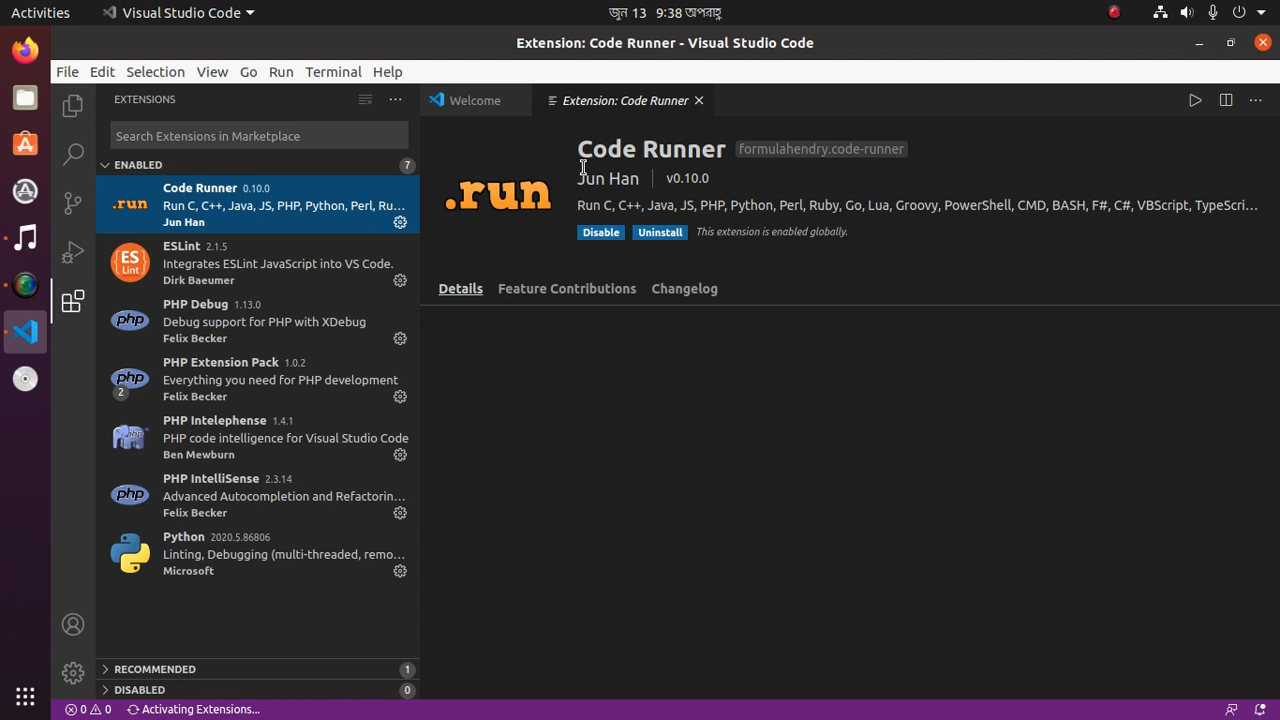 Activities
Visual Studio Code
জুন 13 9:38 অপরাহ্ণ
Extension: Code Runner - Visual Studio Code
File Edit Selection View Go Run Terminal Help
EXTENSIONS
Search Extensions in Marketplace
ENABLED 7
.run
Code Runner 0.10.0
Run C, C++, Java, JS, PHP, Python, Perl, Ru...
Jun Han
ES Lint
ESLint 2.1.5
Integrates ESLint JavaScript into VS Code.
Dirk Baeumer
php
PHP Debug 1.13.0
Debug support for PHP with XDebug
Felix Becker
php
2
PHP Extension Pack 1.0.2
Everything you need for PHP development
Felix Becker
php
PHP Intelephense 1.4.1
PHP code intelligence for Visual Studio Code
Ben Mewburn
php
PHP IntelliSense 2.3.14
Advanced Autocompletion and Refactorin...
Felix Becker
Python 2020.5.86806
Linting, Debugging (multi-threaded, remo...
Microsoft
RECOMMENDED 1
DISABLED 0
Welcome
Extension: Code Runner
.run
Code Runner formulahendry.code-runner
Jun Han v0.10.0
Run C, C++, Java, JS, PHP, Python, Perl, Ruby, Go, Lua, Groovy, PowerShell, CMD, BASH, F#, C#, VBScript, TypeScri...
Disable Uninstall This extension is enabled globally.
Details Feature Contributions Changelog
0 0 Activating Extensions...